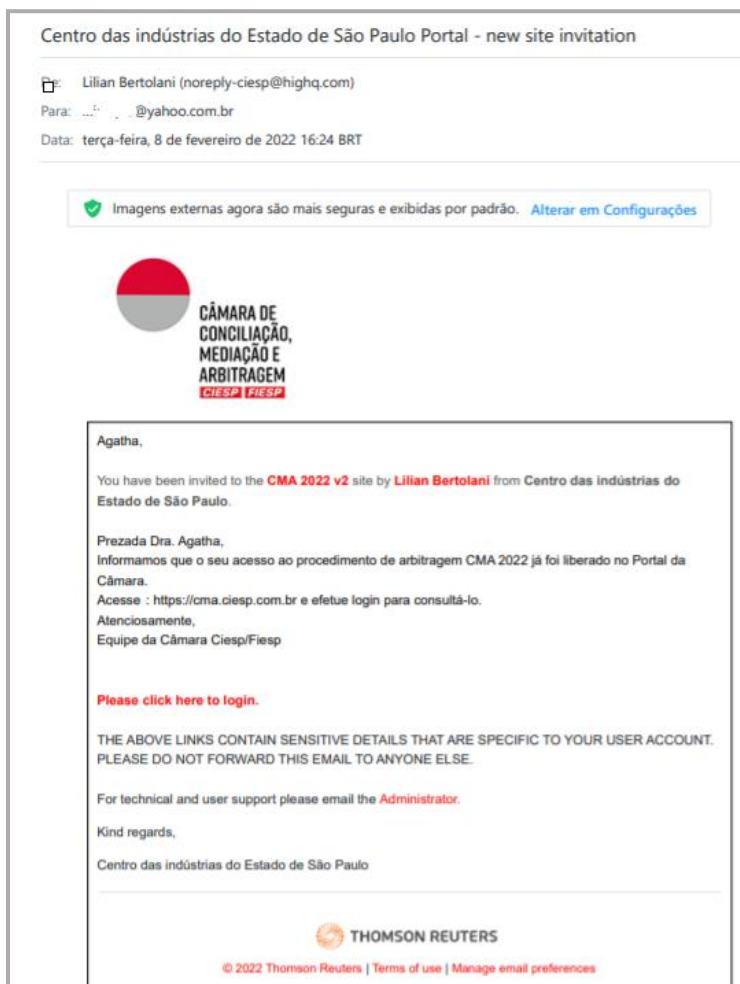 Centro das indústrias do Estado de São Paulo Portal - new site invitation
De: Lilian Bertolani (noreply-ciesp@highq.com)
Para: @yahoo.com.br
Data: terça-feira, 8 de fevereiro de 2022 16:24 BRT
Imagens externas agora são mais seguras e exibidas por padrão. Alterar em Configurações
CÂMARA DE
CONCILIAÇÃO,
MEDIAÇÃO E
ARBITRAGEM
CIESP FIESP
Agatha,
You have been invited to the CMA 2022 v2 site by Lilian Bertolani from Centro das indústrias do
Estado de São Paulo.
Prezada Dra. Agatha,
Informamos que o seu acesso ao procedimento de arbitragem CMA 2022 já foi liberado no Portal da
Câmara.
Acesse : https://cma.ciesp.com.br e efetue login para consultá-lo.
Atenciosamente,
Equipe da Câmara Ciesp/Fiesp
Please click here to login.
THE ABOVE LINKS CONTAIN SENSITIVE DETAILS THAT ARE SPECIFIC TO YOUR USER ACCOUNT.
PLEASE DO NOT FORWARD THIS EMAIL TO ANYONE ELSE.
For technical and user support please email the Administrator.
Kind regards,
Centro das indústrias do Estado de São Paulo
THOMSON REUTERS
© 2022 Thomson Reuters | Terms of use | Manage email preferences